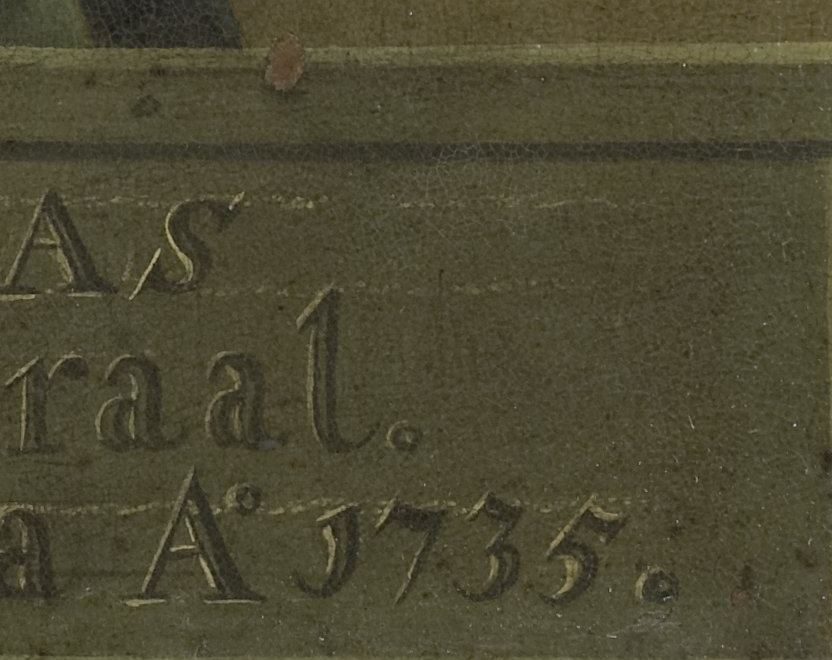 AS
raal.
a A° 1735.